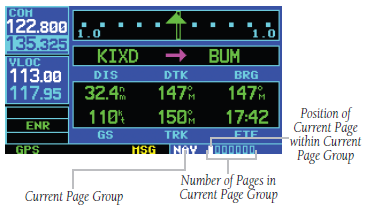 COM
122.800
135.325
VLOC
113.00
117.95
ENR
GPS
1.0 1.0
KIXD → BUM
DIS DTK BRG
32.4nm 147°M 147°M
110kt 150°M 17:42
GS TRK ETE
MSG NAV
Position of
Current Page
within Current
Page Group
Number of Pages in
Current Page Group
Current Page Group